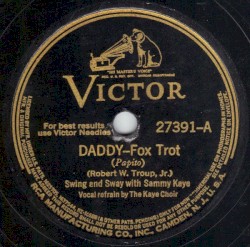 "HIS MASTER'S VOICE"
VICTOR
For best results
use Victor Needles
27391-A
DADDY–Fox Trot
(Papito)
(Robert W. Troup, Jr.)
Swing and Sway with Sammy Kaye
Vocal refrain by The Kaye Choir
RCA MANUFACTURING CO., INC., CAMDEN, N. J., U. S. A.